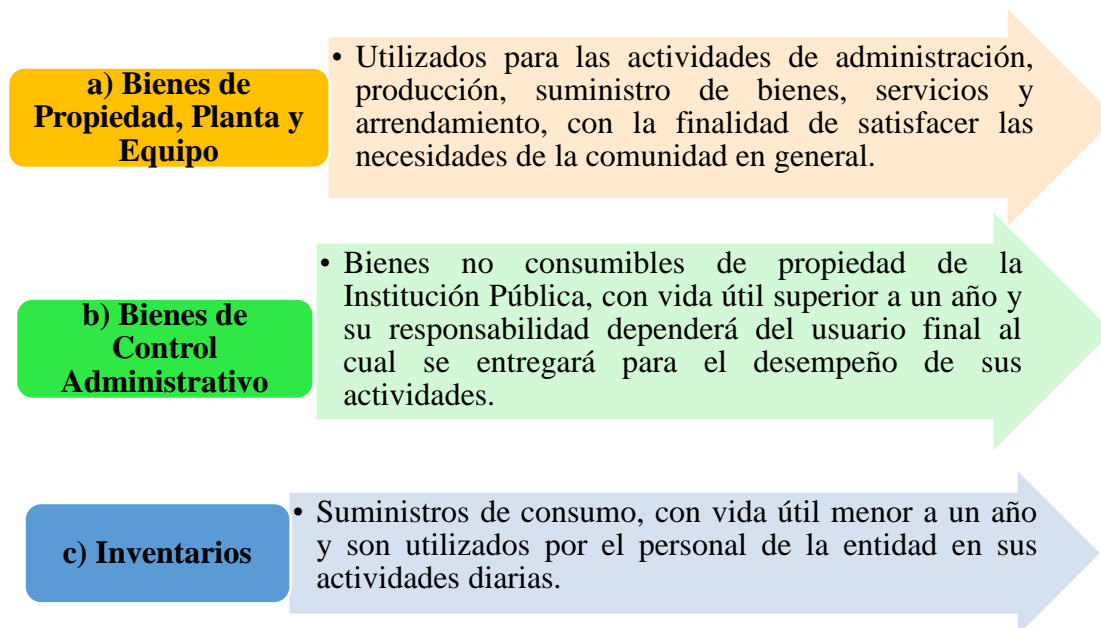 a) Bienes de
Propiedad, Planta y
Equipo
• Utilizados para las actividades de administración,
producción, suministro de bienes, servicios y
arrendamiento, con la finalidad de satisfacer las
necesidades de la comunidad en general.
b) Bienes de
Control
Administrativo
• Bienes no consumibles de propiedad de la
Institución Pública, con vida útil superior a un año y
su responsabilidad dependerá del usuario final al
cual se entregará para el desempeño de sus
actividades.
c) Inventarios
• Suministros de consumo, con vida útil menor a un año
y son utilizados por el personal de la entidad en sus
actividades diarias.